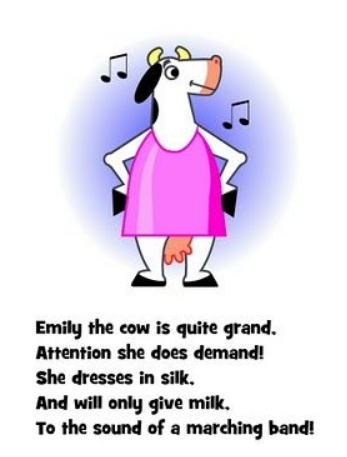 Emily the cow is quite grand.
Attention she does demand!
She dresses in silk.
And will only give milk.
To the sound of a marching band!